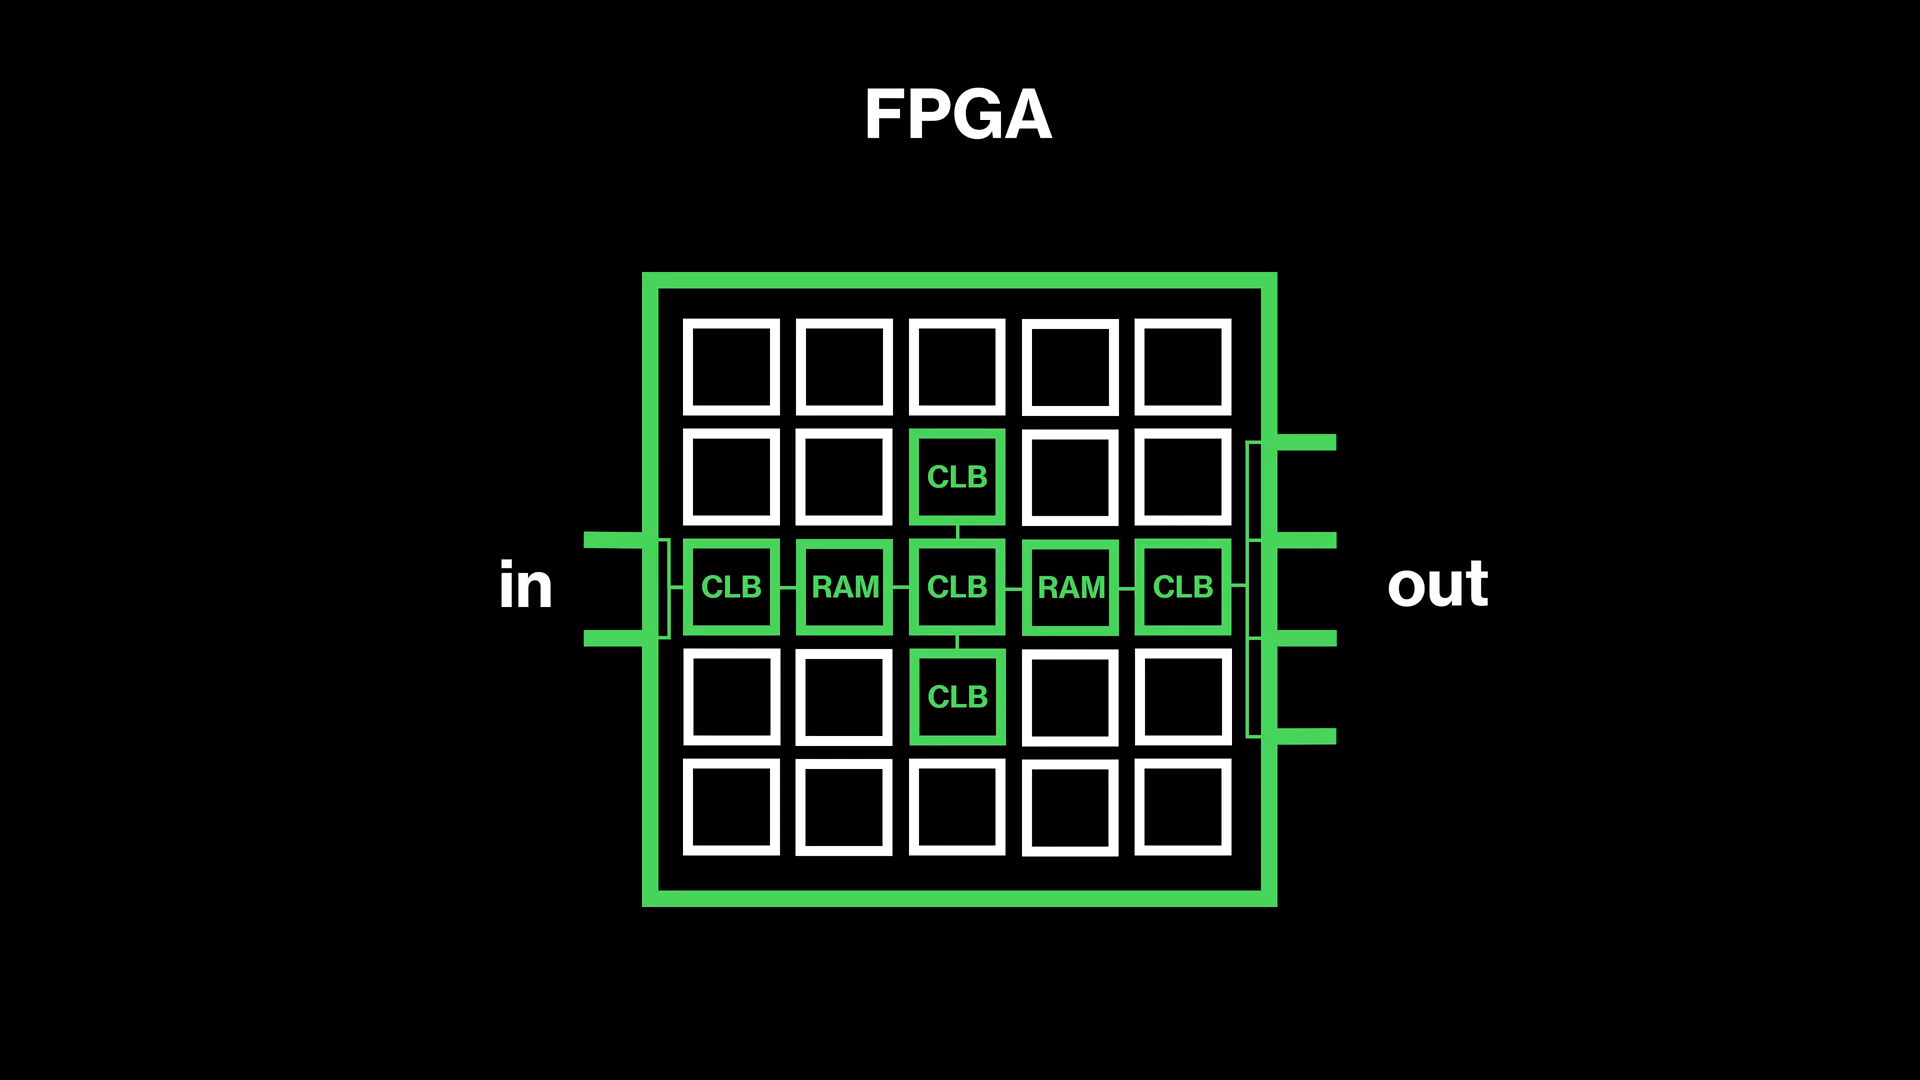 FPGA
CLB
in
CLB RAM CLB RAM CLB
out
CLB